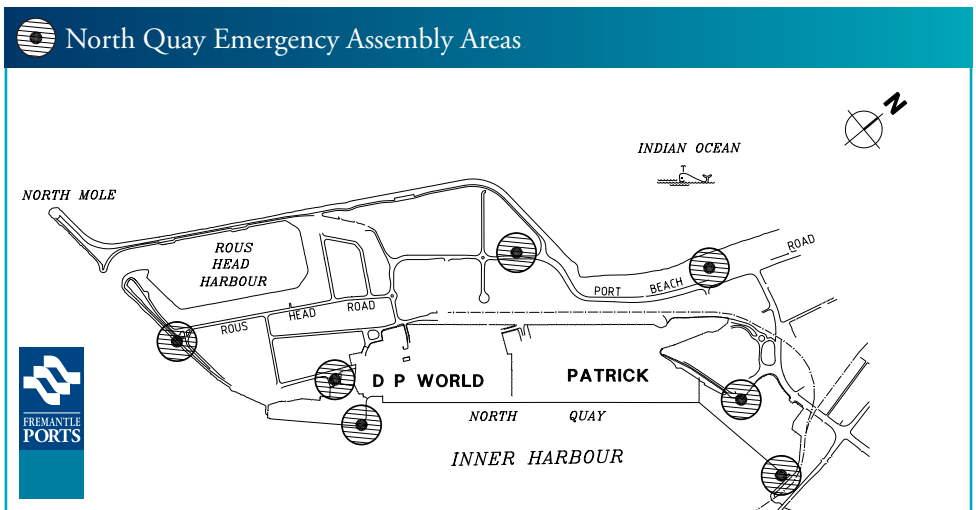 North Quay Emergency Assembly Areas
N
INDIAN OCEAN
NORTH MOLE
ROUS
HEAD
HARBOUR
ROAD
PORT BEACH
ROUS HEAD ROAD
D P WORLD
PATRICK
NORTH QUAY
INNER HARBOUR
FREMANTLE
PORTS